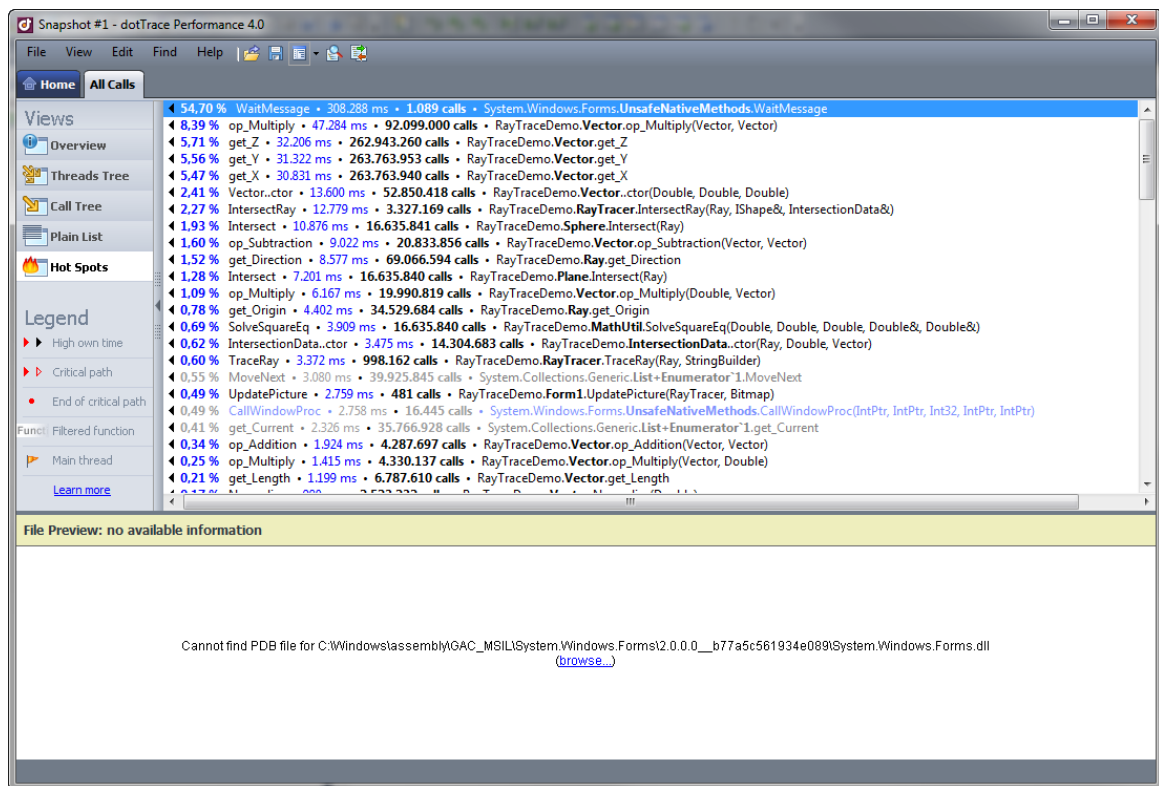 Snapshot #1 - dotTrace Performance 4.0
File View Edit Find Help
Home All Calls
Views
Overview
Threads Tree
Call Tree
Plain List
Hot Spots
Legend
High own time
Critical path
End of critical path
Funct Filtered function
Main thread
Learn more
54,70 % WaitMessage • 308.288 ms • 1.089 calls • System.Windows.Forms.UnsafeNativeMethods.WaitMessage
8,39 % op_Multiply • 47.284 ms • 92.099.000 calls • RayTraceDemo.Vector.op_Multiply(Vector, Vector)
5,71 % get_Z • 32.206 ms • 262.943.260 calls • RayTraceDemo.Vector.get_Z
5,56 % get_Y • 31.322 ms • 263.763.953 calls • RayTraceDemo.Vector.get_Y
5,47 % get_X • 30.831 ms • 263.763.940 calls • RayTraceDemo.Vector.get_X
2,41 % Vector..ctor • 13.600 ms • 52.850.418 calls • RayTraceDemo.Vector..ctor(Double, Double, Double)
2,27 % IntersectRay • 12.779 ms • 3.327.169 calls • RayTraceDemo.RayTracer.IntersectRay(Ray, IShape&, IntersectionData&)
1,93 % Intersect • 10.876 ms • 16.635.841 calls • RayTraceDemo.Sphere.Intersect(Ray)
1,60 % op_Subtraction • 9.022 ms • 20.833.856 calls • RayTraceDemo.Vector.op_Subtraction(Vector, Vector)
1,52 % get_Direction • 8.577 ms • 69.066.594 calls • RayTraceDemo.Ray.get_Direction
1,28 % Intersect • 7.201 ms • 16.635.840 calls • RayTraceDemo.Plane.Intersect(Ray)
1,09 % op_Multiply • 6.167 ms • 19.990.819 calls • RayTraceDemo.Vector.op_Multiply(Double, Vector)
0,78 % get_Origin • 4.402 ms • 34.529.684 calls • RayTraceDemo.Ray.get_Origin
0,69 % SolveSquareEq • 3.909 ms • 16.635.840 calls • RayTraceDemo.MathUtil.SolveSquareEq(Double, Double, Double, Double&, Double&)
0,62 % IntersectionData..ctor • 3.475 ms • 14.304.683 calls • RayTraceDemo.IntersectionData..ctor(Ray, Double, Vector)
0,60 % TraceRay • 3.372 ms • 998.162 calls • RayTraceDemo.RayTracer.TraceRay(Ray, StringBuilder)
0,55 % MoveNext • 3.080 ms • 39.925.845 calls • System.Collections.Generic.List+Enumerator`1.MoveNext
0,49 % UpdatePicture • 2.759 ms • 481 calls • RayTraceDemo.Form1.UpdatePicture(RayTracer, Bitmap)
0,49 % CallWindowProc • 2.758 ms • 16.445 calls • System.Windows.Forms.UnsafeNativeMethods.CallWindowProc(IntPtr, IntPtr, Int32, IntPtr, IntPtr)
0,41 % get_Current • 2.326 ms • 35.766.928 calls • System.Collections.Generic.List+Enumerator`1.get_Current
0,34 % op_Addition • 1.924 ms • 4.287.697 calls • RayTraceDemo.Vector.op_Addition(Vector, Vector)
0,25 % op_Multiply • 1.415 ms • 4.330.137 calls • RayTraceDemo.Vector.op_Multiply(Vector, Double)
0,21 % get_Length • 1.199 ms • 6.787.610 calls • RayTraceDemo.Vector.get_Length
File Preview: no available information
Cannot find PDB file for C:\Windows\assembly\GAC_MSIL\System.Windows.Forms\2.0.0.0__b77a5c561934e089\System.Windows.Forms.dll
(browse...)